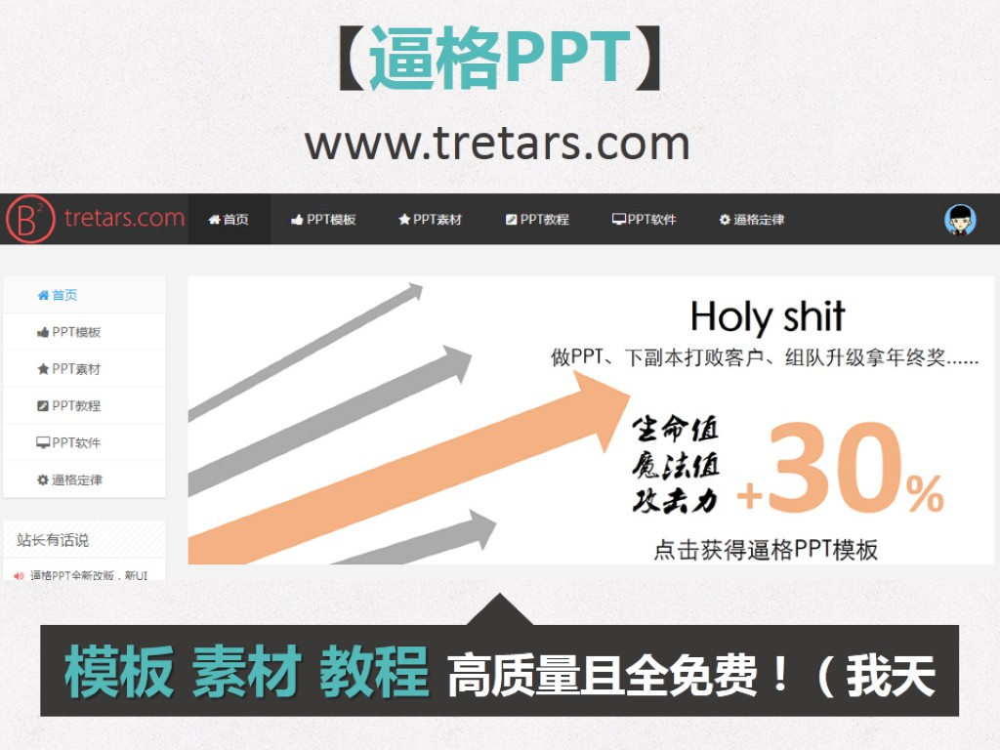 【逼格PPT】
www.tretars.com
B² tretars.com 首页 PPT模板 PPT素材 PPT教程 PPT软件 逼格定律
首页
PPT模板
PPT素材
PPT教程
PPT软件
逼格定律
站长有话说
逼格PPT全新改版，新UI
Holy shit
做PPT、下副本打败客户、组队升级拿年终奖......
生命值
魔法值
攻击力
+30%
点击获得逼格PPT模板
模板 素材 教程 高质量且全免费！（我天